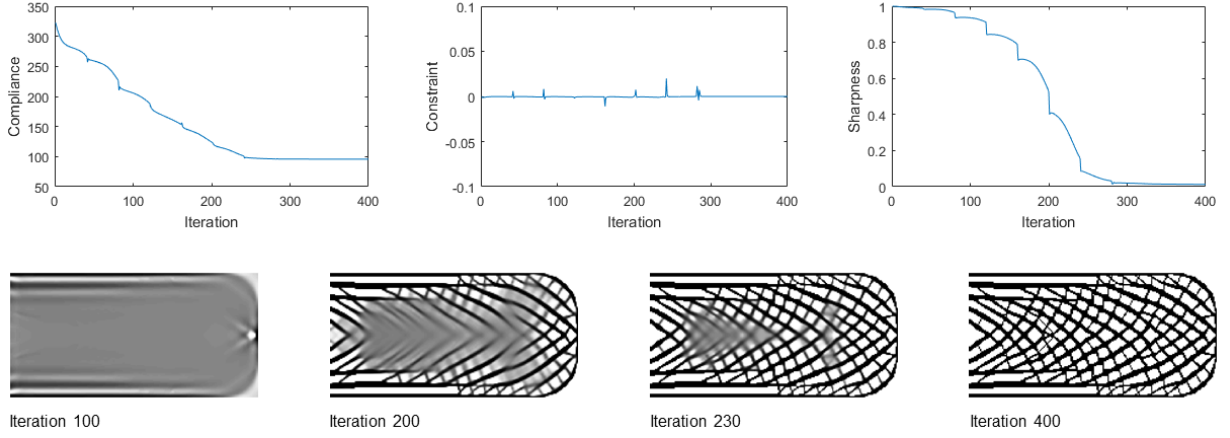 350
300
250
200
150
100
50
0 100 200 300 400
Compliance
Iteration
0.1
0.05
0
-0.05
-0.1
0 100 200 300 400
Constraint
Iteration
1
0.8
0.6
0.4
0.2
0
0 100 200 300 400
Sharpness
Iteration
Iteration 100
Iteration 200
Iteration 230
Iteration 400